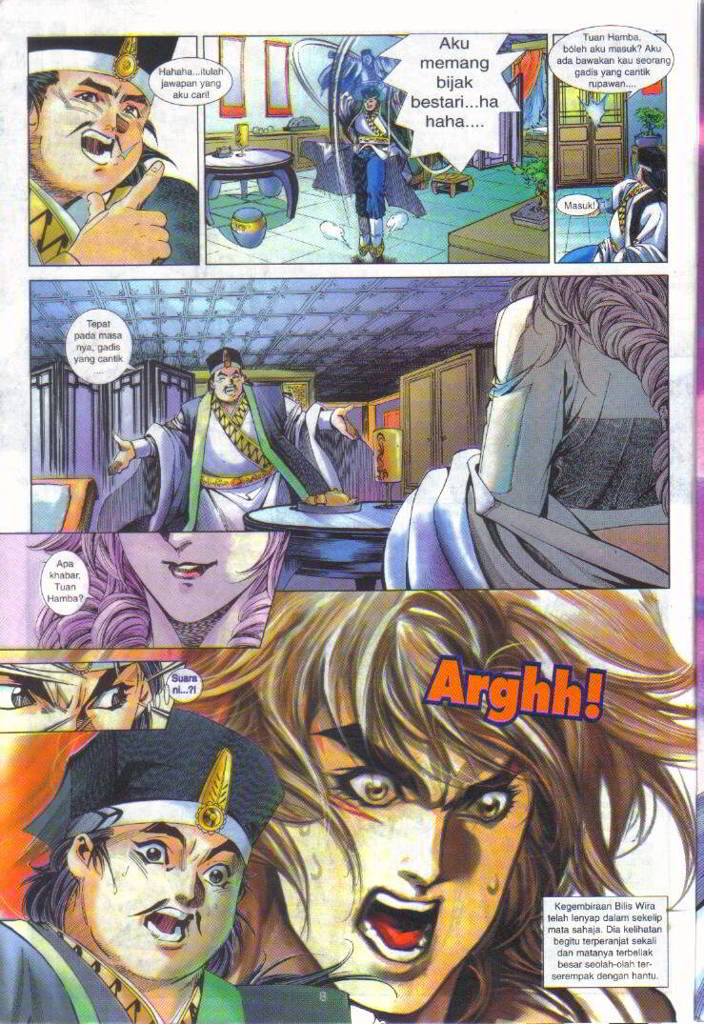 Hahaha...itulah
jawapan yang
aku cari!
Aku
memang
bijak
bestari...ha
haha....
Tuan Hamba,
boleh aku masuk? Aku
ada bawakan kau seorang
gadis yang cantik
rupawan....
Masuk!
Tepat
pada masa
nya, gadis
yang cantik
....
Apa
khabar,
Tuan
Hamba?
Suara
ni...?!
Arghh!
Kegembiraan Bilis Wira
telah lenyap dalam sekelip
mata sahaja. Dia kelihatan
begitu terperanjat sekali
dan matanya terbeliak
besar seolah-olah ter-
serempak dengan hantu.
8